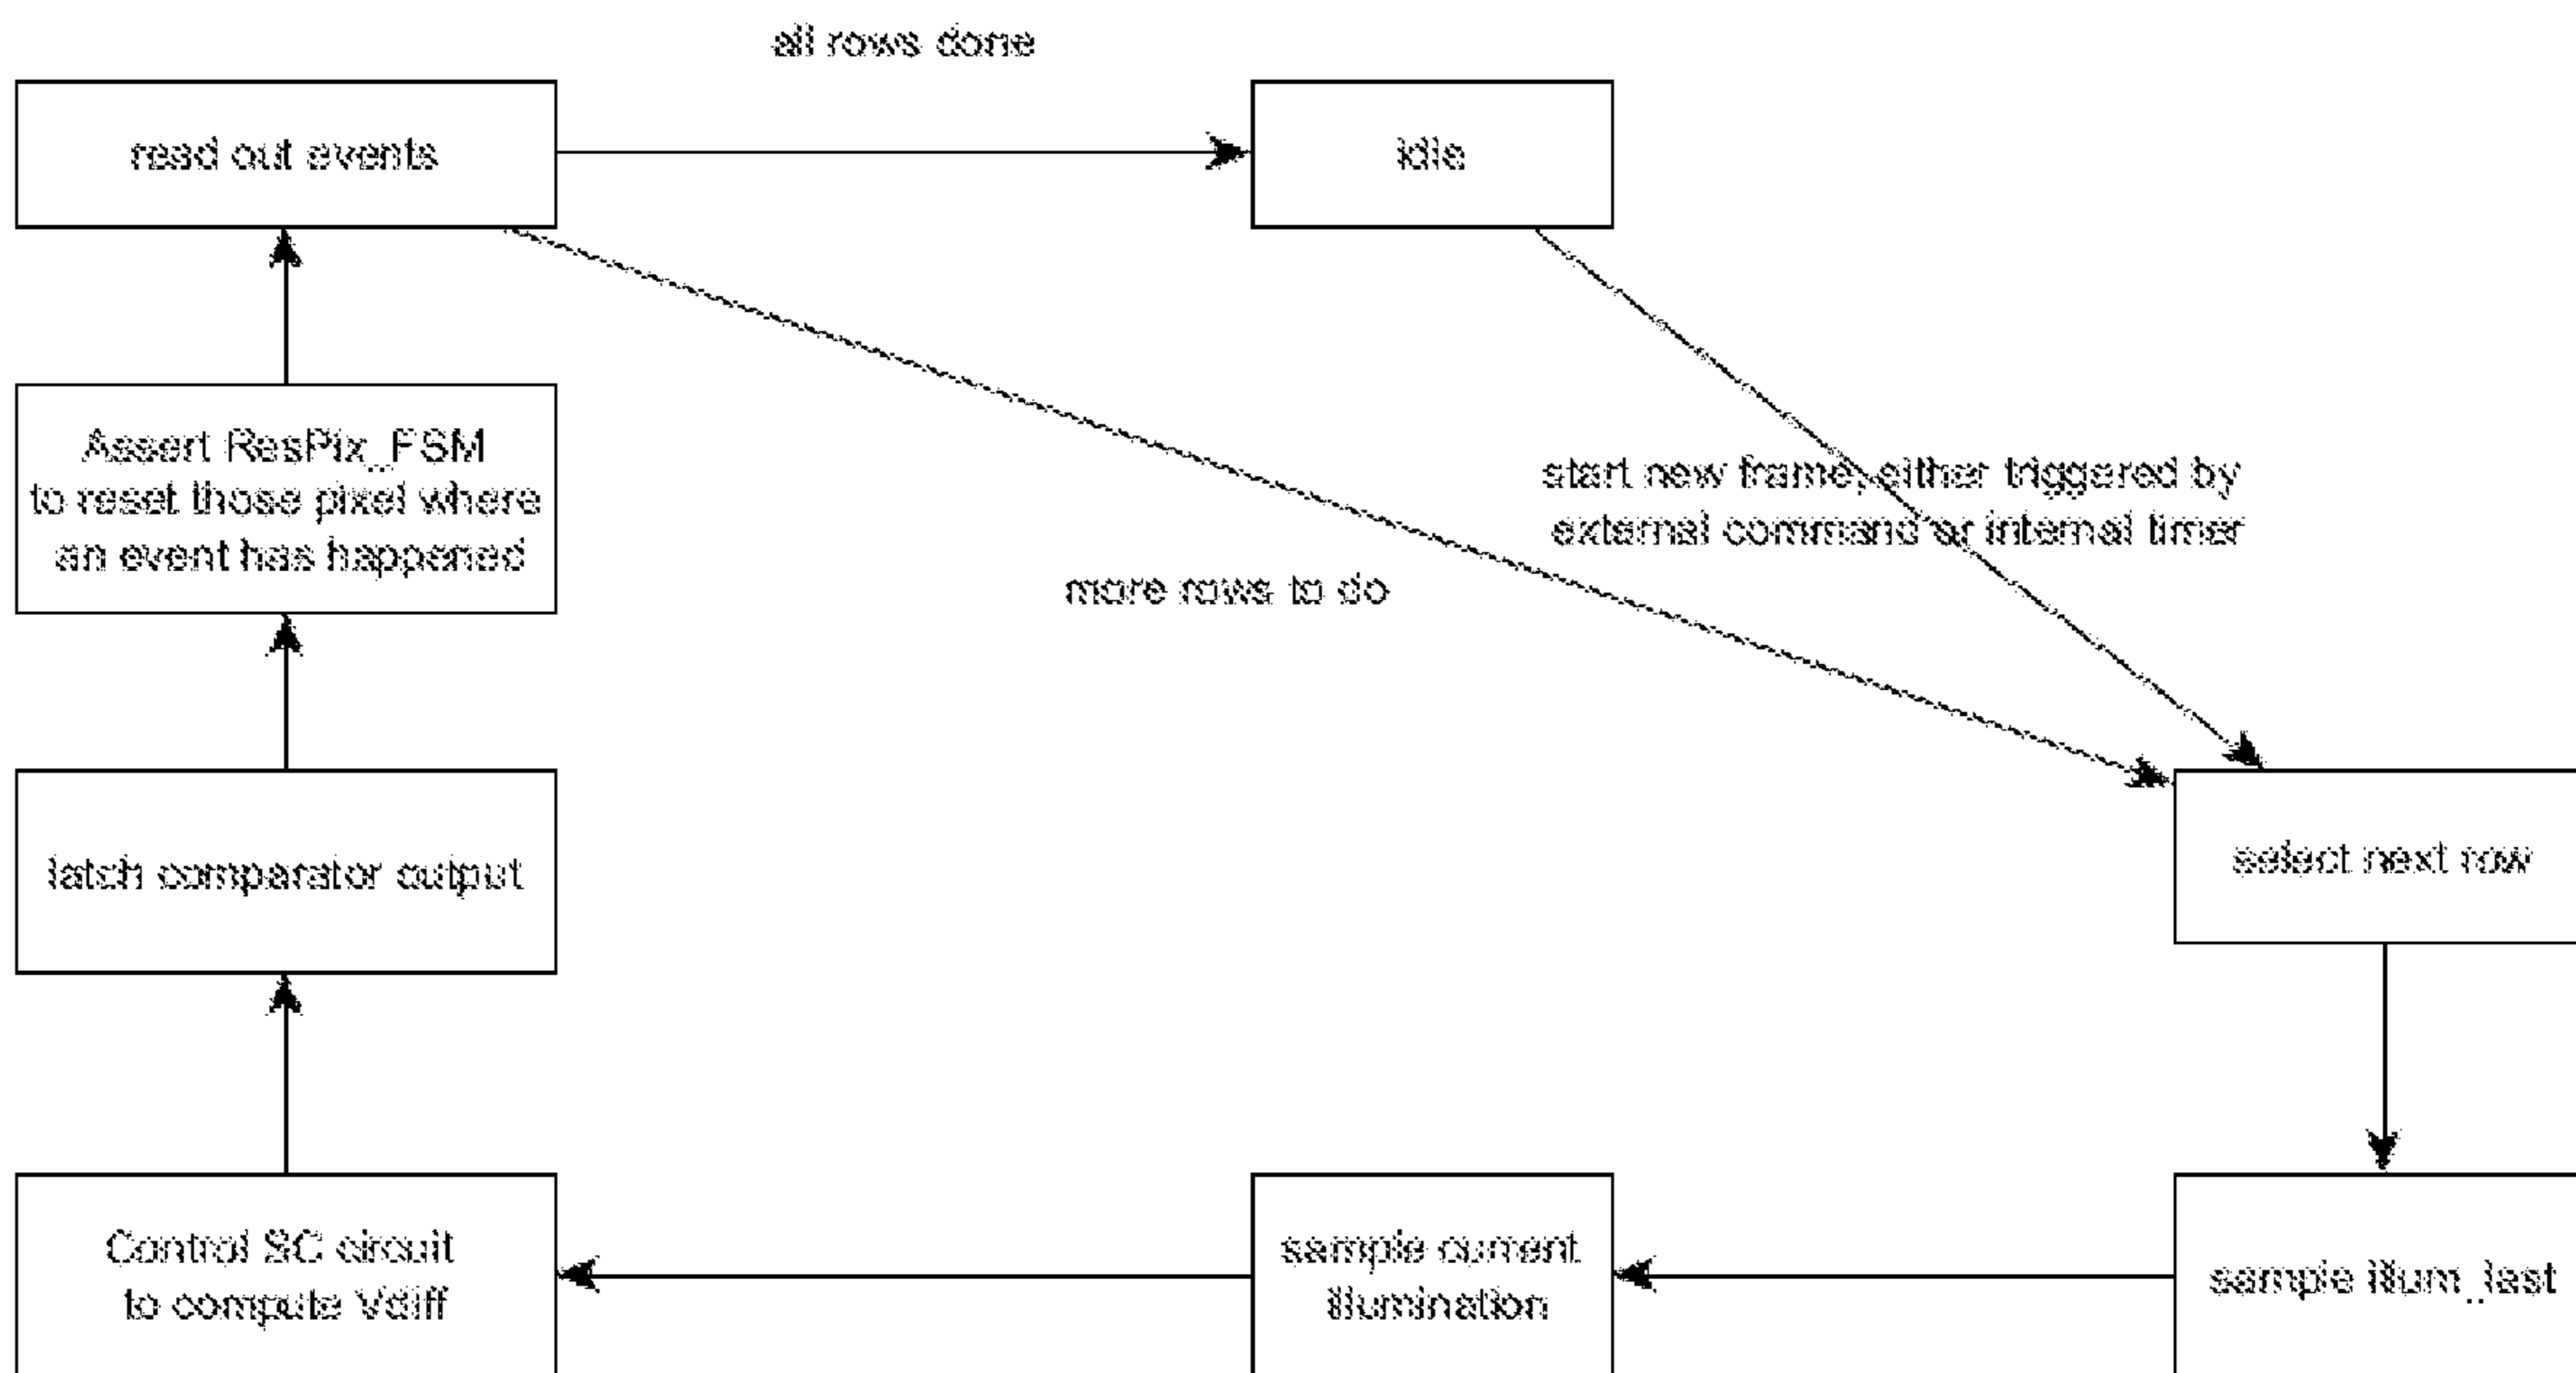 all rows done
read out events
idle
Assert ResPix_FSM
to reset those pixel where
an event has happened
start new frame, either triggered by
external command or internal timer
more rows to do
latch comparator output
select next row
Control SC circuit
to compute Vdiff
sample current
illumination
sample illum_last